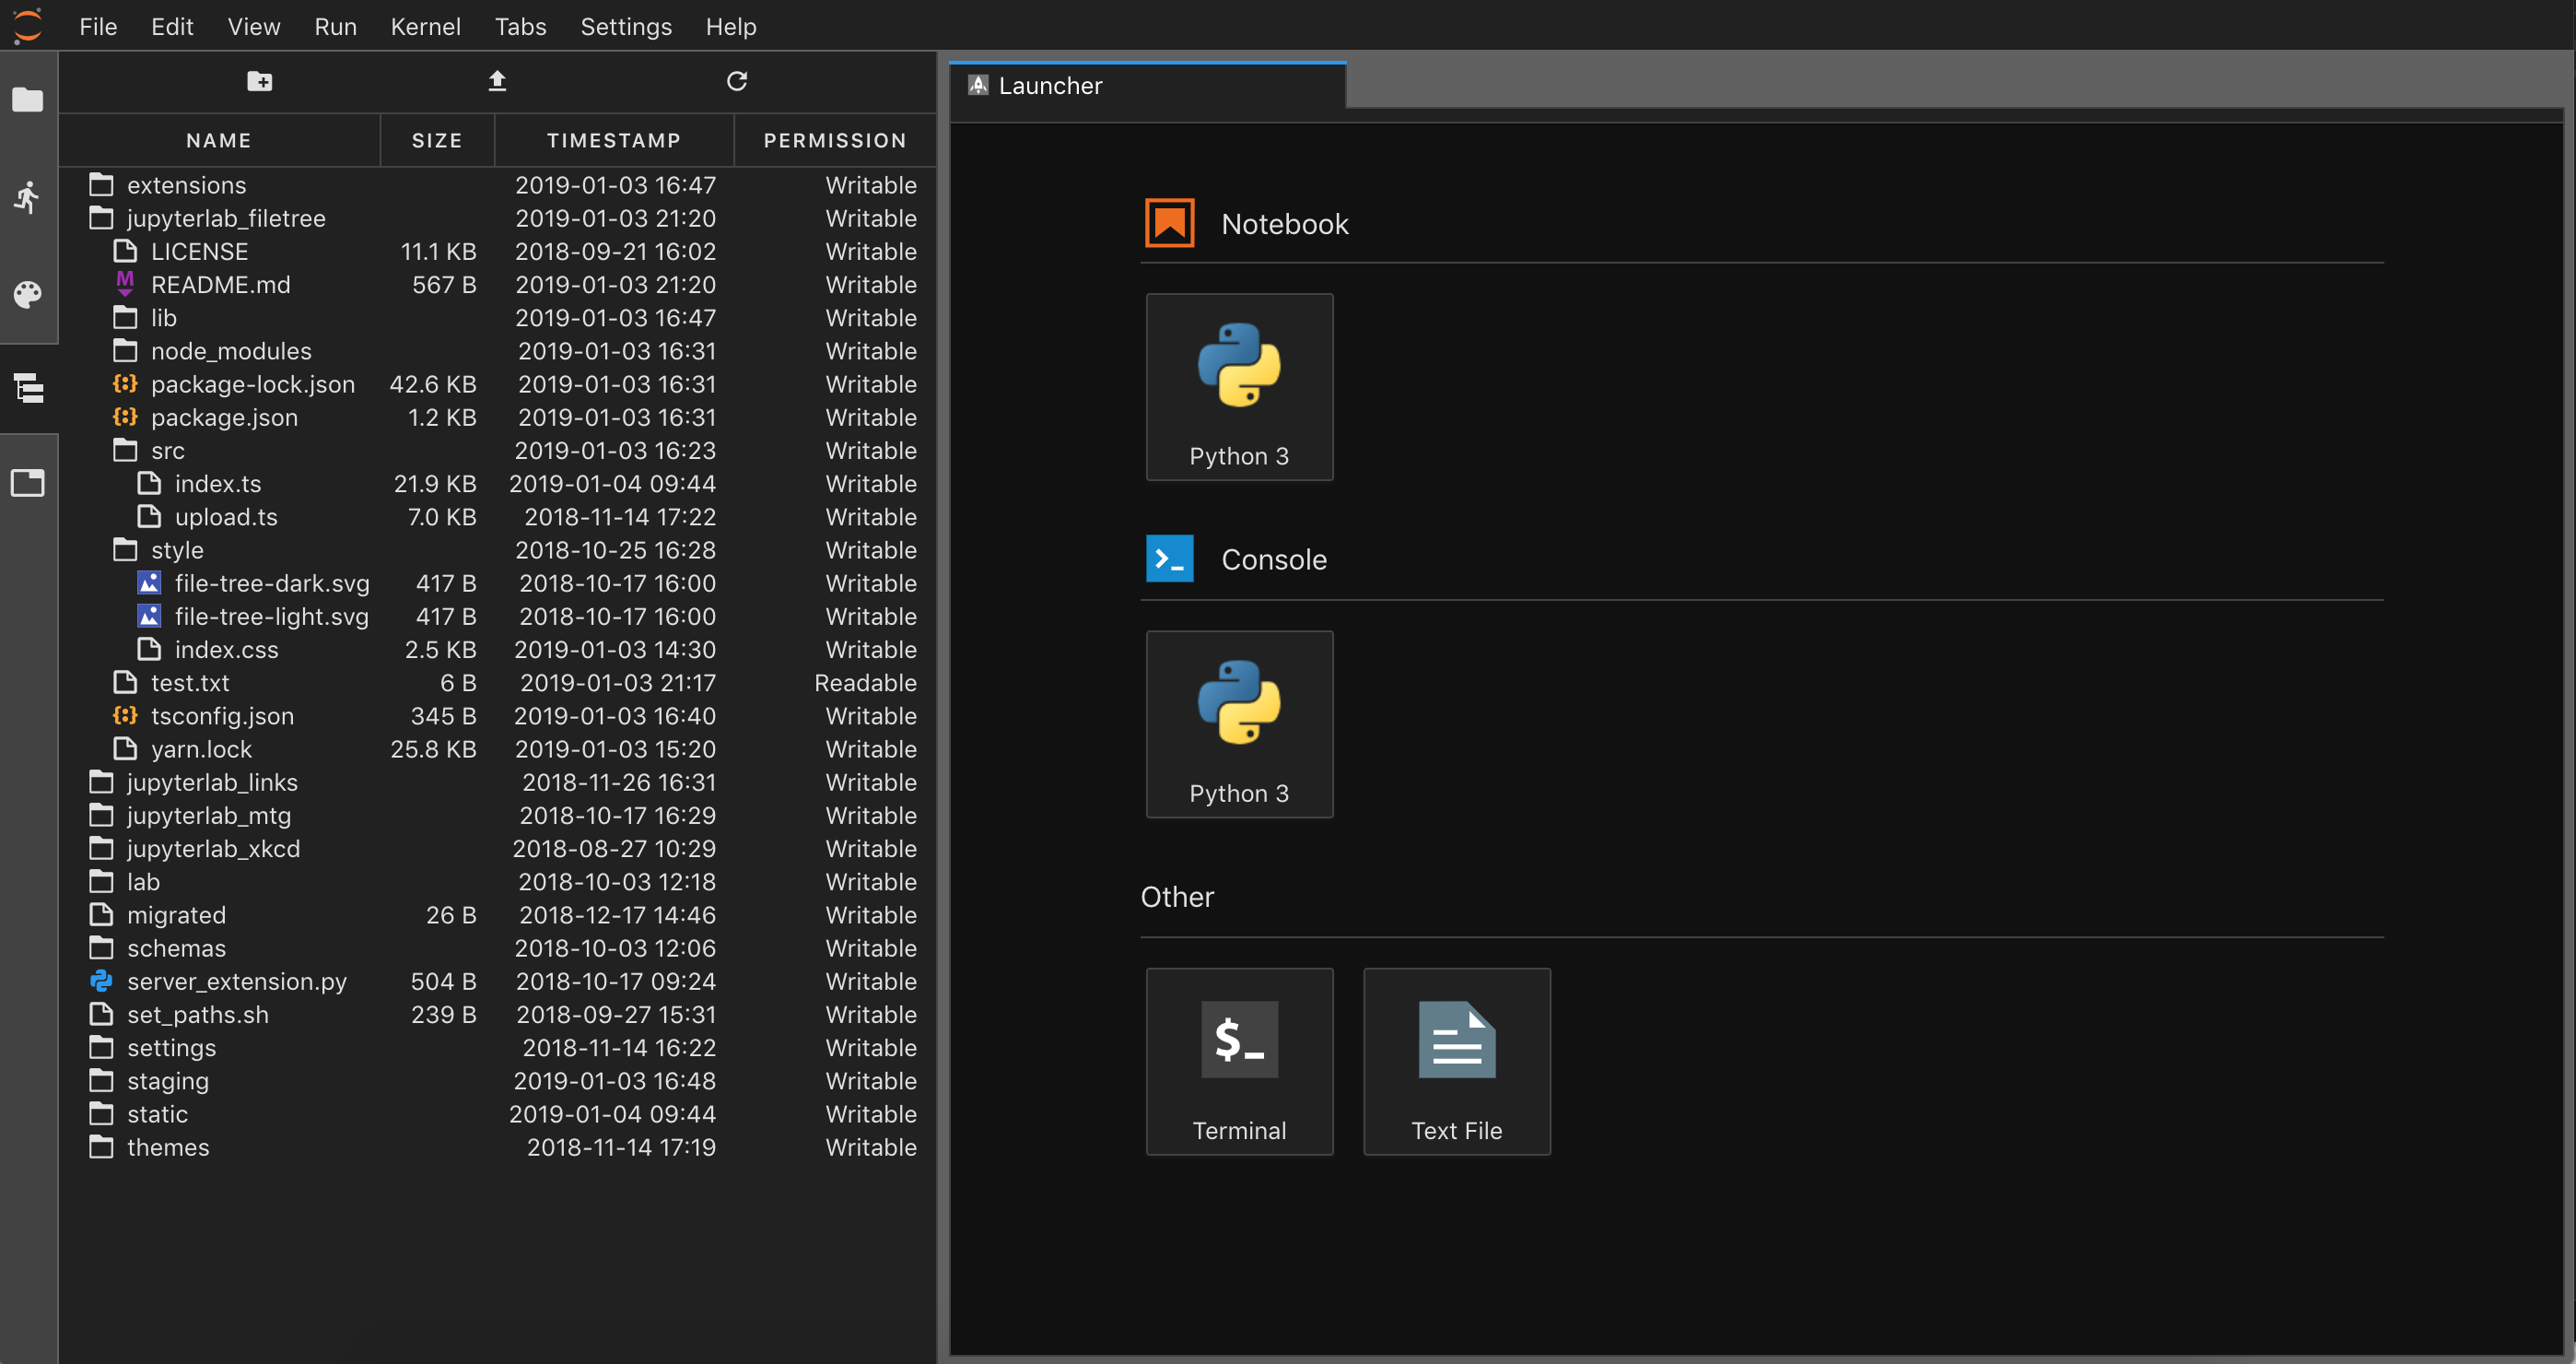 File Edit View Run Kernel Tabs Settings Help
NAME SIZE TIMESTAMP PERMISSION
extensions 2019-01-03 16:47 Writable
jupyterlab_filetree 2019-01-03 21:20 Writable
LICENSE 11.1 KB 2018-09-21 16:02 Writable
M README.md 567 B 2019-01-03 21:20 Writable
lib 2019-01-03 16:47 Writable
node_modules 2019-01-03 16:31 Writable
{:} package-lock.json 42.6 KB 2019-01-03 16:31 Writable
{:} package.json 1.2 KB 2019-01-03 16:31 Writable
src 2019-01-03 16:23 Writable
index.ts 21.9 KB 2019-01-04 09:44 Writable
upload.ts 7.0 KB 2018-11-14 17:22 Writable
style 2018-10-25 16:28 Writable
file-tree-dark.svg 417 B 2018-10-17 16:00 Writable
file-tree-light.svg 417 B 2018-10-17 16:00 Writable
index.css 2.5 KB 2019-01-03 14:30 Writable
test.txt 6 B 2019-01-03 21:17 Readable
{:} tsconfig.json 345 B 2019-01-03 16:40 Writable
yarn.lock 25.8 KB 2019-01-03 15:20 Writable
jupyterlab_links 2018-11-26 16:31 Writable
jupyterlab_mtg 2018-10-17 16:29 Writable
jupyterlab_xkcd 2018-08-27 10:29 Writable
lab 2018-10-03 12:18 Writable
migrated 26 B 2018-12-17 14:46 Writable
schemas 2018-10-03 12:06 Writable
server_extension.py 504 B 2018-10-17 09:24 Writable
set_paths.sh 239 B 2018-09-27 15:31 Writable
settings 2018-11-14 16:22 Writable
staging 2019-01-03 16:48 Writable
static 2019-01-04 09:44 Writable
themes 2018-11-14 17:19 Writable
Launcher
Notebook
Python 3
>_ Console
Python 3
Other
$_
Terminal Text File